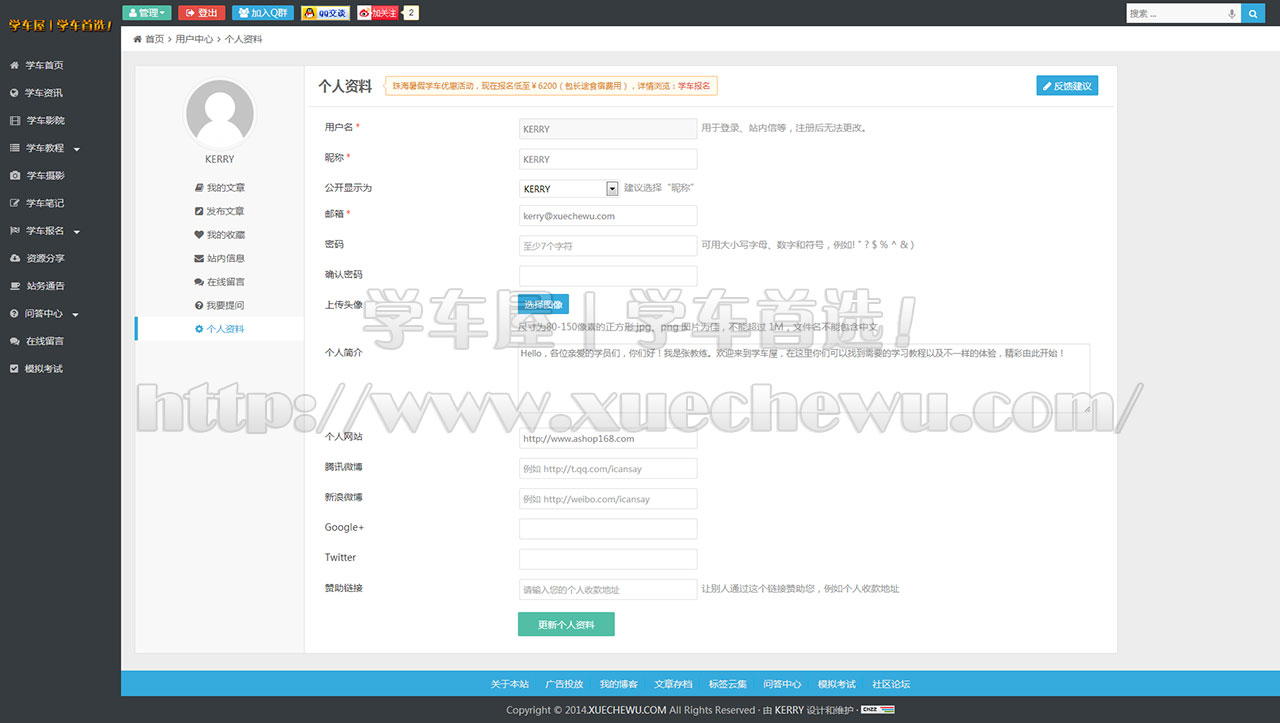 学车屋 | 学车首选!
管理
登出
加入Q群
QQ交谈
加关注
2
搜索 ...
首页 > 用户中心 > 个人资料
学车首页
学车资讯
学车影院
学车教程
学车摄影
学车笔记
学车报名
资源分享
站务通告
问答中心
在线留言
模拟考试
KERRY
我的文章
发布文章
我的收藏
站内信息
在线留言
我要提问
个人资料
个人资料
珠海暑假学车优惠活动，现在报名低至￥6200（包长途食宿费用），详情浏览：学车报名
反馈建议
用户名 *
KERRY
用于登录、站内信等，注册后无法更改。
昵称 *
KERRY
公开显示为
KERRY
建议选择“昵称”
邮箱 *
kerry@xuechewu.com
密码
至少7个字符
可用大小写字母、数字和符号，例如! " ? $ % ^ & )
确认密码
上传头像
选择图像
尺寸为80-150像素的正方形 jpg、png 图片为佳，不能超过 1M，文件名不能包含中文
学车屋 | 学车首选!
个人简介
Hello，各位亲爱的学员们，你们好！我是张教练。欢迎来到学车屋，在这里你们可以找到需要的学习教程以及不一样的体验，精彩由此开始！
http://www.xuechewu.com/
个人网站
http://www.ashop168.com
腾讯微博
例如 http://t.qq.com/icansay
新浪微博
例如 http://weibo.com/icansay
Google+
Twitter
赞助链接
请输入您的个人收款地址
让别人通过这个链接赞助您，例如个人收款地址
更新个人资料
关于本站 广告投放 我的博客 文章存档 标签云集 问答中心 模拟考试 社区论坛
Copyright © 2014.XUECHEWU.COM All Rights Reserved · 由 KERRY 设计和维护 · CNZZ